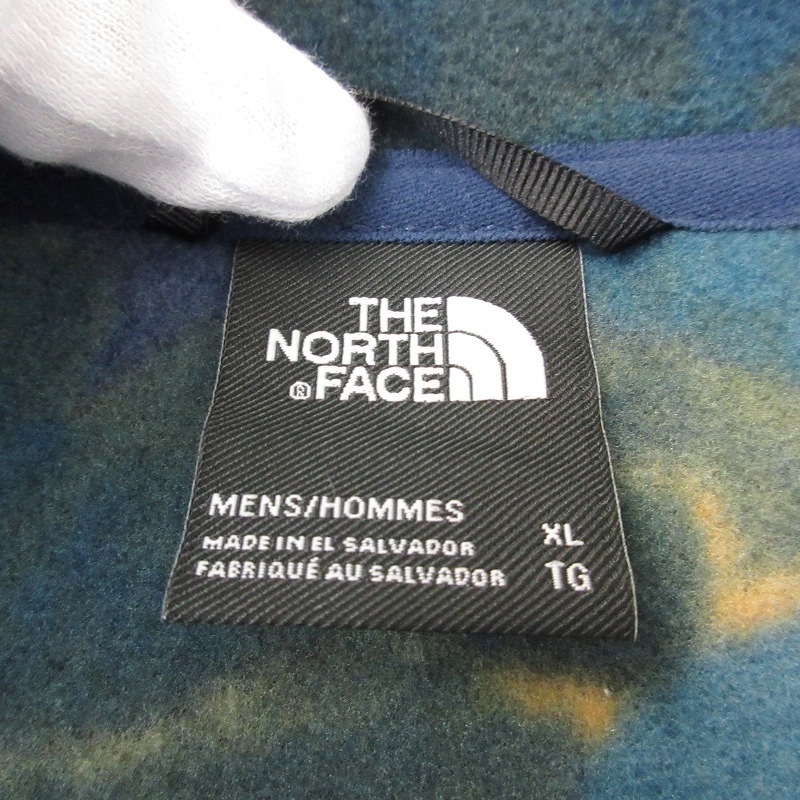 THE
NORTH
® FACE
MENS/HOMMES
MADE IN EL SALVADOR XL
FABRIQUÉ AU SALVADOR TG